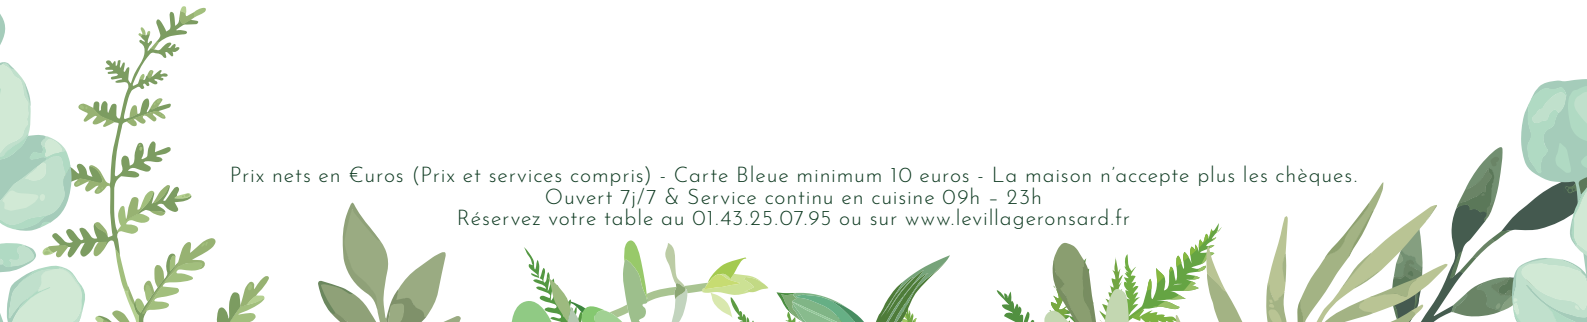 Prix nets en €uros (Prix et services compris) - Carte Bleue minimum 10 euros - La maison n'accepte plus les chèques.
Ouvert 7j/7 & Service continu en cuisine 09h – 23h
Réservez votre table au 01.43.25.07.95 ou sur www.levillageronsard.fr